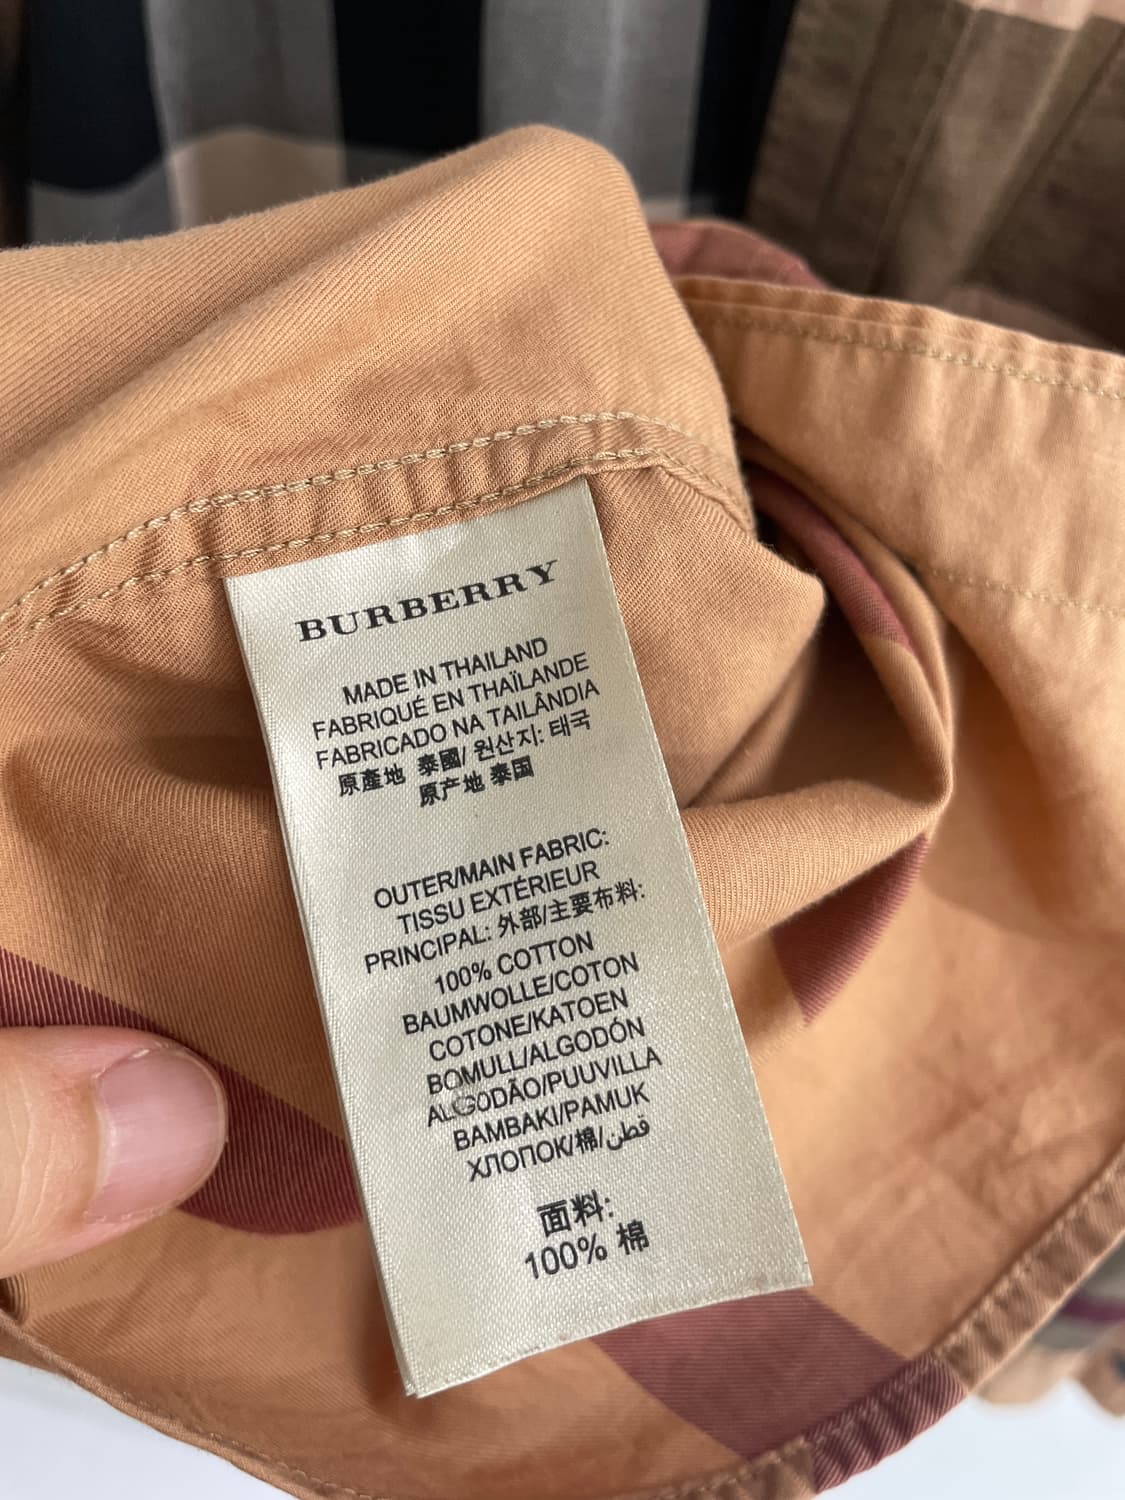 BURBERRY
MADE IN THAILAND
FABRIQUÉ EN THAÏLANDE
FABRICADO NA TAILÂNDIA
原產地 泰國/ 원산지: 태국
原产地 泰国
OUTER/MAIN FABRIC:
TISSU EXTÉRIEUR
PRINCIPAL: 外部/主要布料:
100% COTTON
BAUMWOLLE/COTON
COTONE/KATOEN
BOMULL/ALGODÓN
ALGODÃO/PUUVILLA
BAMBAKI/PAMUK
ХЛОПОК/棉/قطن
面料:
100% 棉